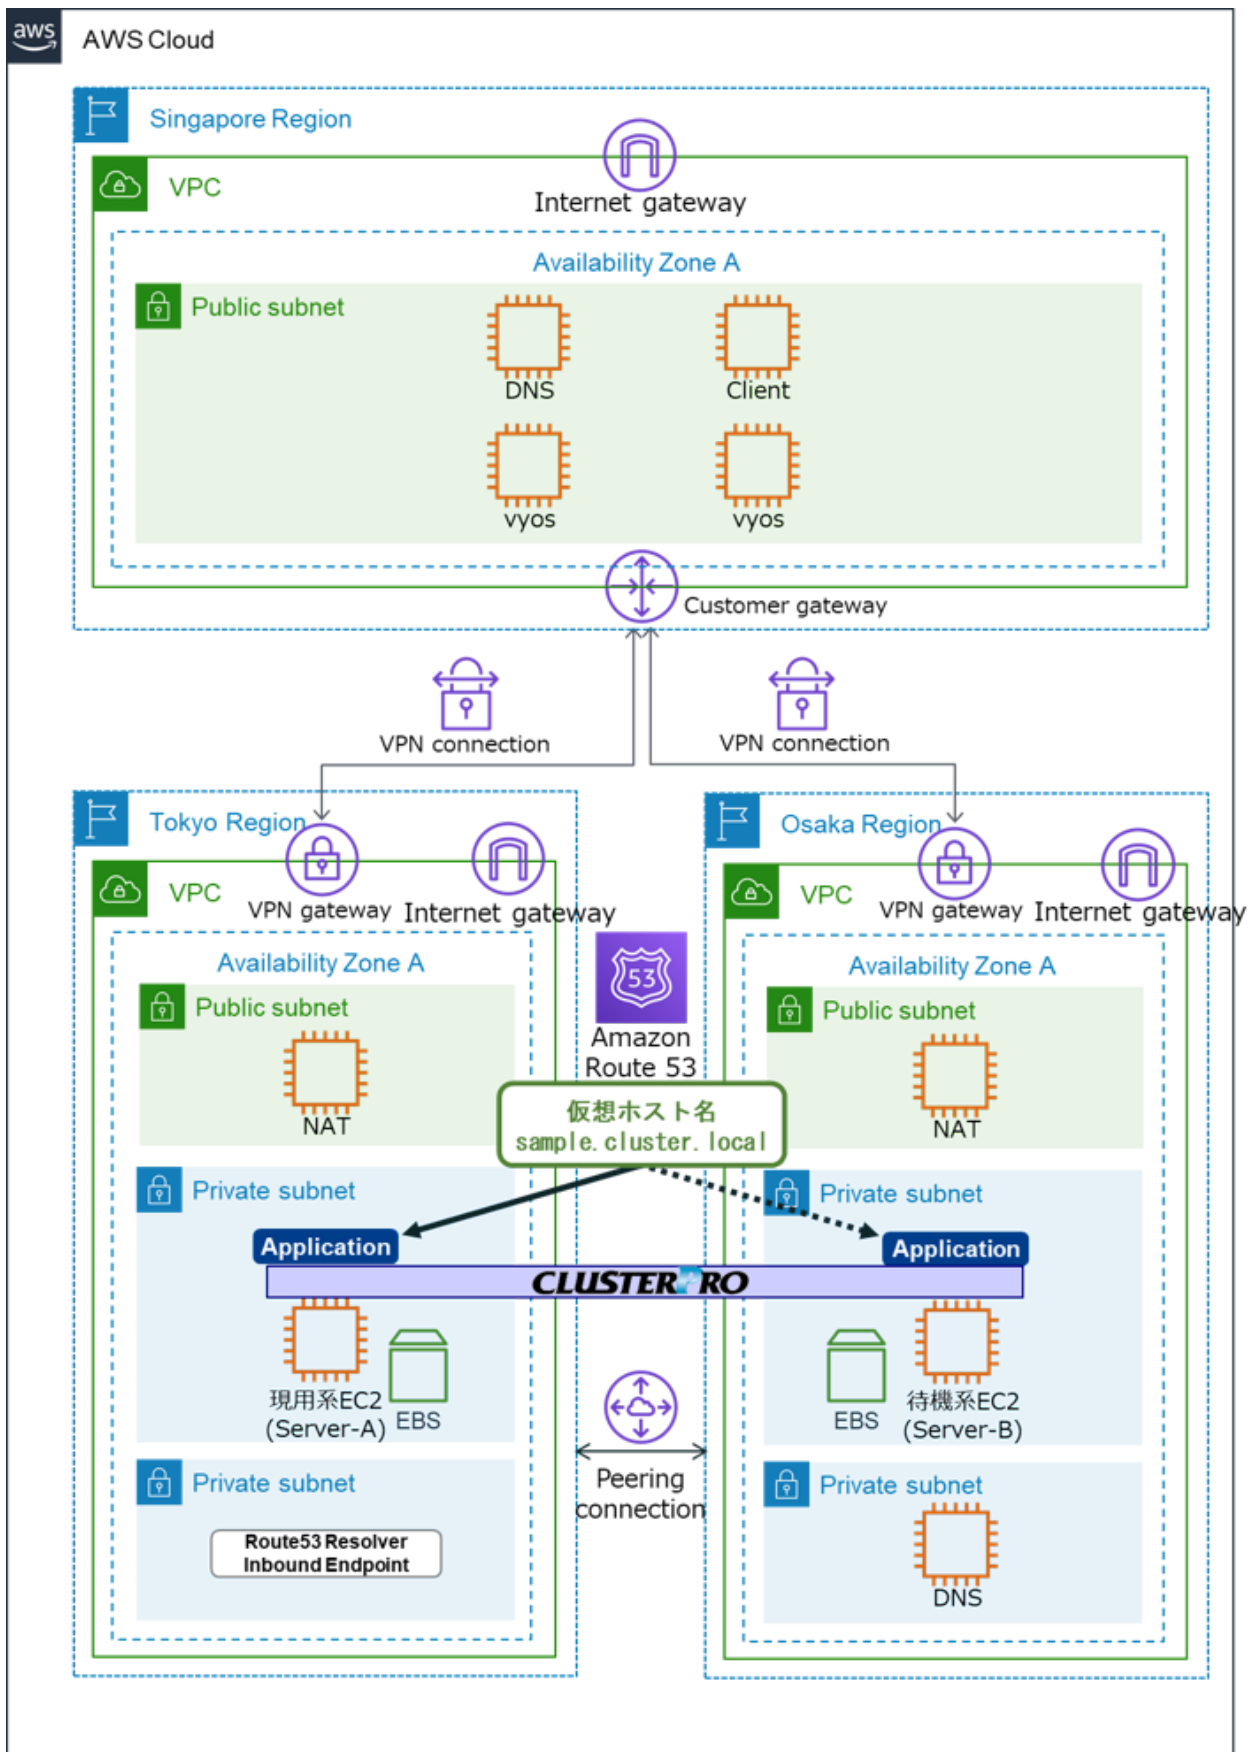 aws
AWS Cloud
Singapore Region
VPC
Internet gateway
Availability Zone A
Public subnet
DNS
Client
vyos
vyos
Customer gateway
VPN connection
VPN connection
Tokyo Region
VPC
VPN gateway
Internet gateway
Availability Zone A
Public subnet
NAT
Osaka Region
VPC
VPN gateway
Internet gateway
Availability Zone A
Public subnet
NAT
53
Amazon
Route 53
仮想ホスト名
sample.cluster.local
Private subnet
Application
Private subnet
Application
CLUSTERPRO
現用系EC2
(Server-A)
EBS
EBS
待機系EC2
(Server-B)
Peering
connection
Private subnet
Route53 Resolver
Inbound Endpoint
Private subnet
DNS